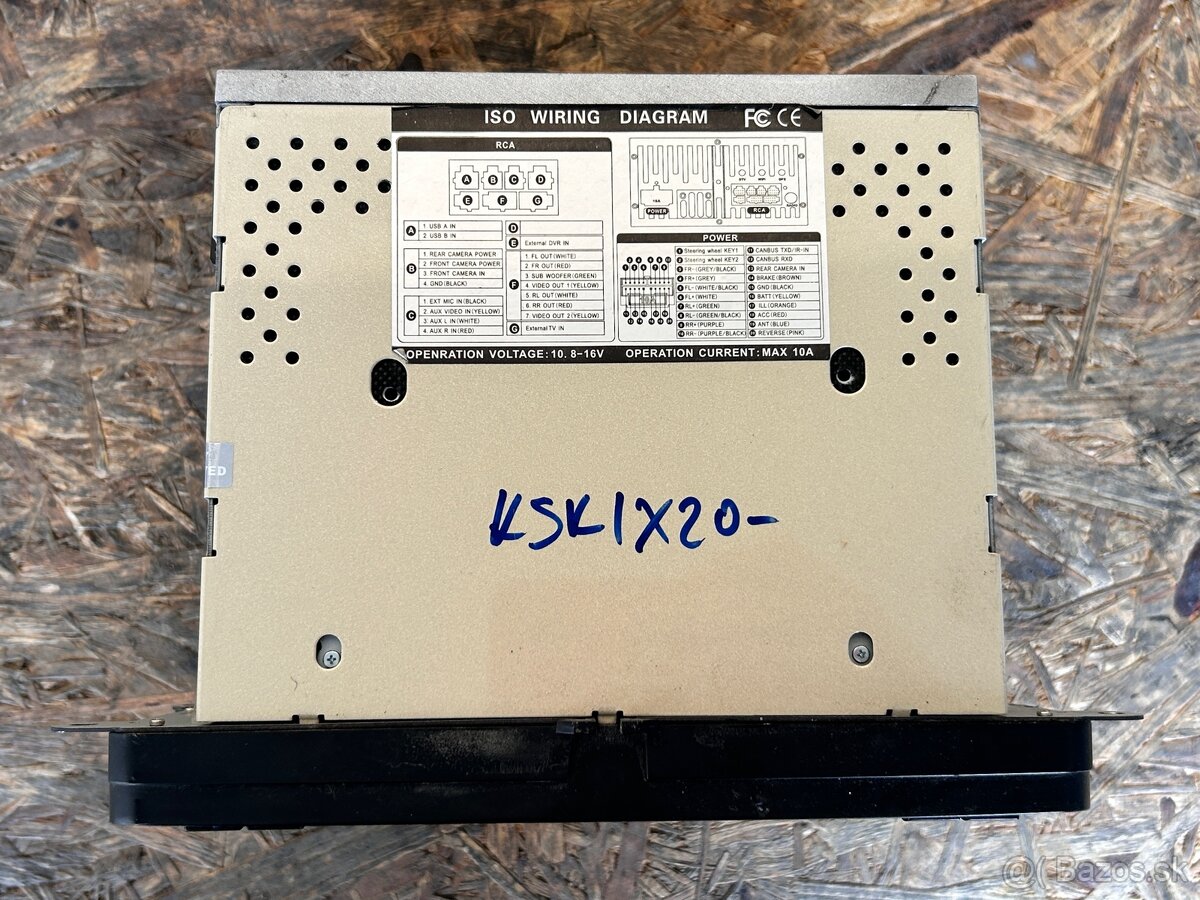 ISO WIRING DIAGRAM FC CE
RCA
A B C D
E F G
A
1 USB A IN
2 USB B IN
B
1 REAR CAMERA POWER
2 FRONT CAMERA POWER
3 FRONT CAMERA IN
4 GND(BLACK)
C
1 EXT MIC IN(BLACK)
2 AUX VIDEO IN(YELLOW)
3 AUX L IN(WHITE)
4 AUX R IN(RED)
D
E External DVR IN
F
1 FL OUT(WHITE)
2 FR OUT(RED)
3 SUB WOOFER(GREEN)
4 VIDEO OUT 1(YELLOW)
5 RL OUT(WHITE)
6 RR OUT(RED)
7 VIDEO OUT 2(YELLOW)
G External TV IN
POWER
RCA
POWER
Steering wheel KEY1
Steering wheel KEY2
FR-(GREY/BLACK)
FR+(GREY)
FL-(WHITE/BLACK)
FL+(WHITE)
RL+(GREEN)
RL-(GREEN/BLACK)
RR+(PURPLE)
RR-(PURPLE/BLACK)
CANBUS TXD/IR-IN
CANBUS RXD
REAR CAMERA IN
BRAKE(BROWN)
GND(BLACK)
BATT(YELLOW)
ILL(ORANGE)
ACC(RED)
ANT(BLUE)
REVERSE(PINK)
OPENRATION VOLTAGE:10. 8-16V OPERATION CURRENT:MAX 10A
TED
KSK1X20-
@( Bazos.sk